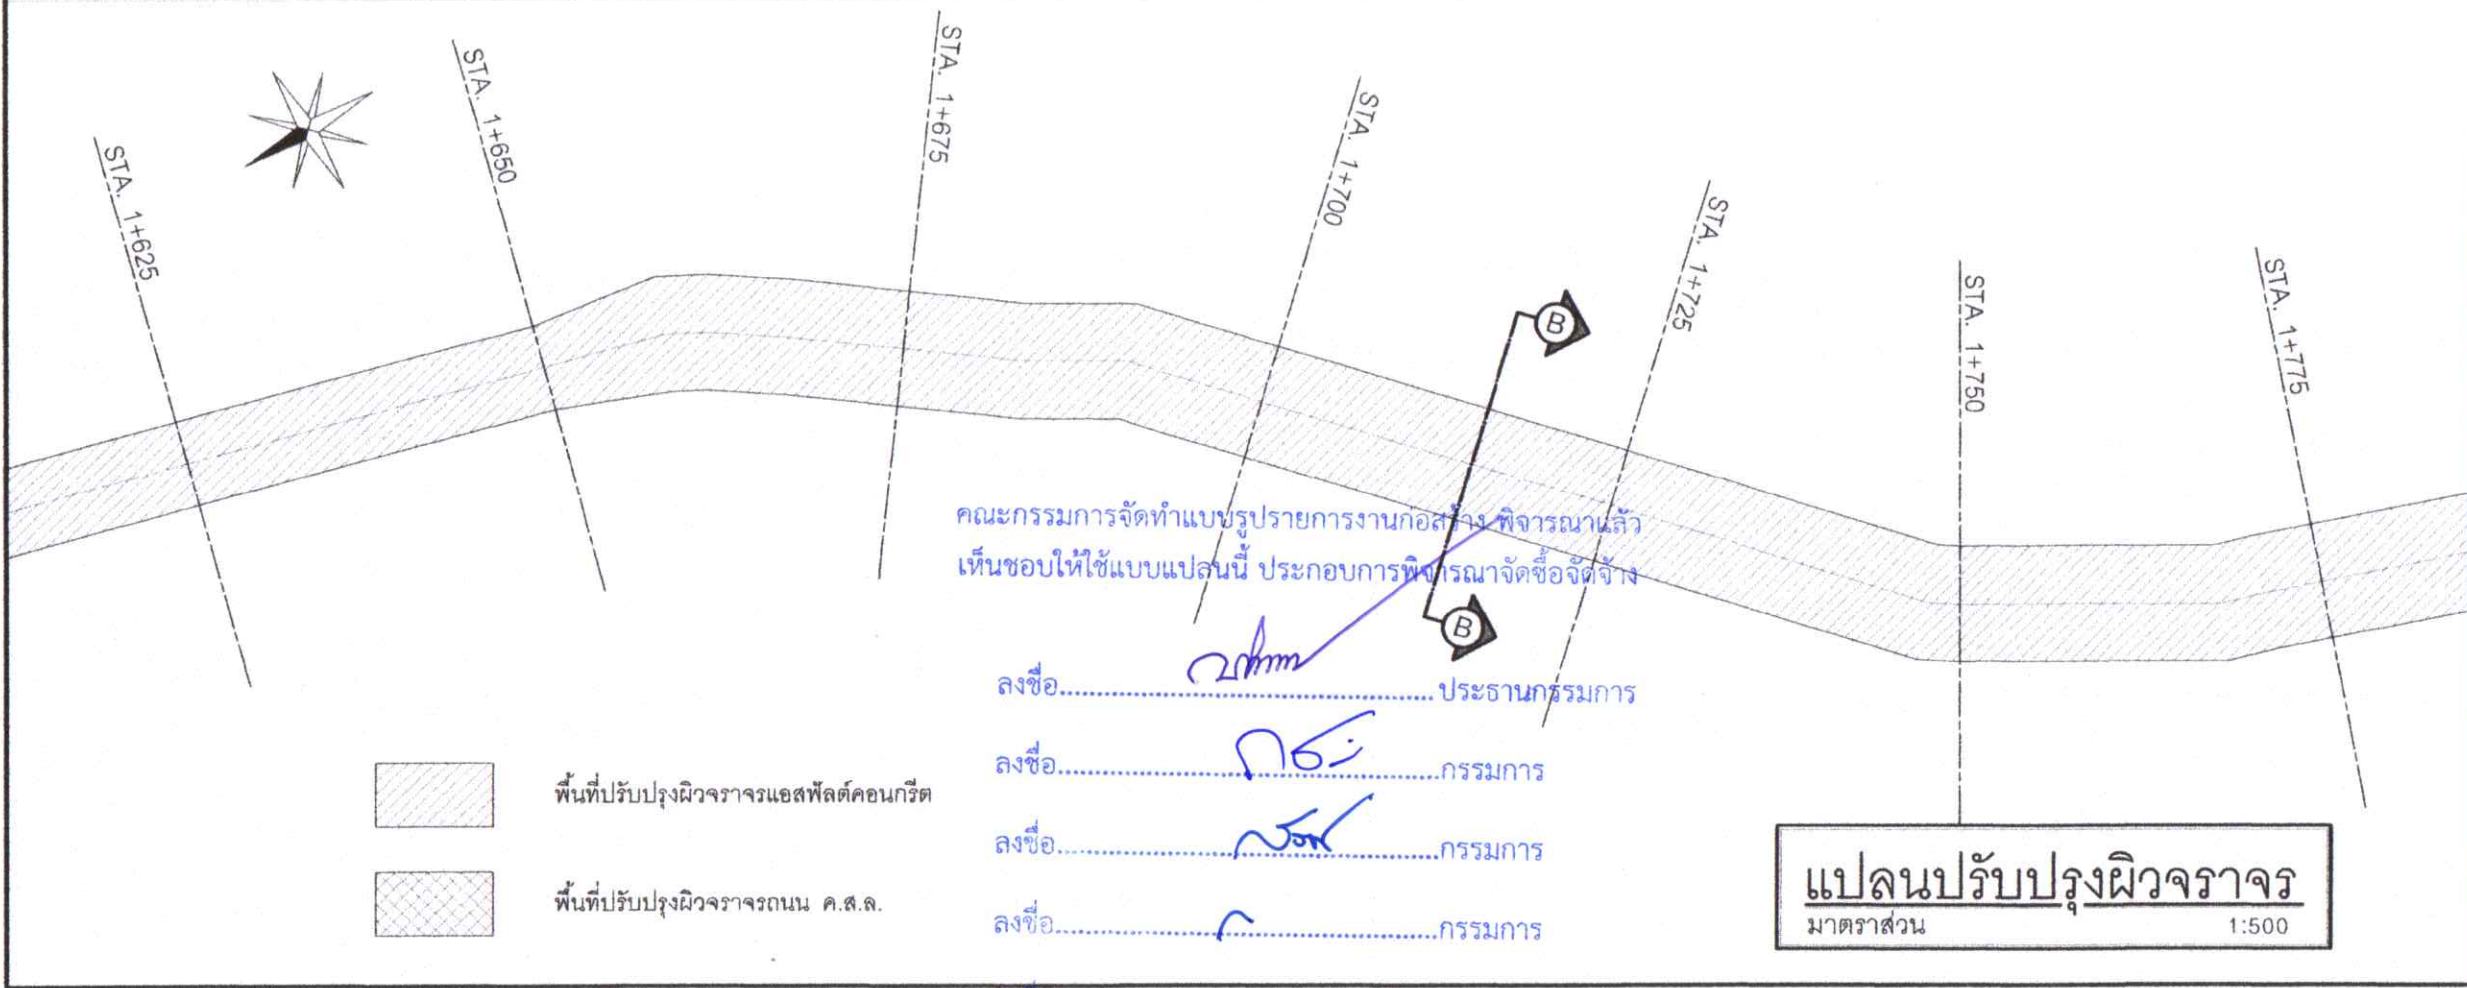 STA. 1+625
STA. 1+650
STA. 1+675
STA. 1+700
STA. 1+725
STA. 1+750
STA. 1+775
B
B
คณะกรรมการจัดทำแบบรูปรายการงานก่อสร้าง พิจารณาแล้ว
เห็นชอบให้ใช้แบบแปลนนี้ ประกอบการพิจารณาจัดซื้อจัดจ้าง
ลงชื่อ........................................ประธานกรรมการ
ลงชื่อ........................................กรรมการ
ลงชื่อ........................................กรรมการ
ลงชื่อ........................................กรรมการ
พื้นที่ปรับปรุงผิวจราจรแอสฟัลต์คอนกรีต
พื้นที่ปรับปรุงผิวจราจรถนน ค.ส.ล.
แปลนปรับปรุงผิวจราจร
มาตราส่วน 1:500